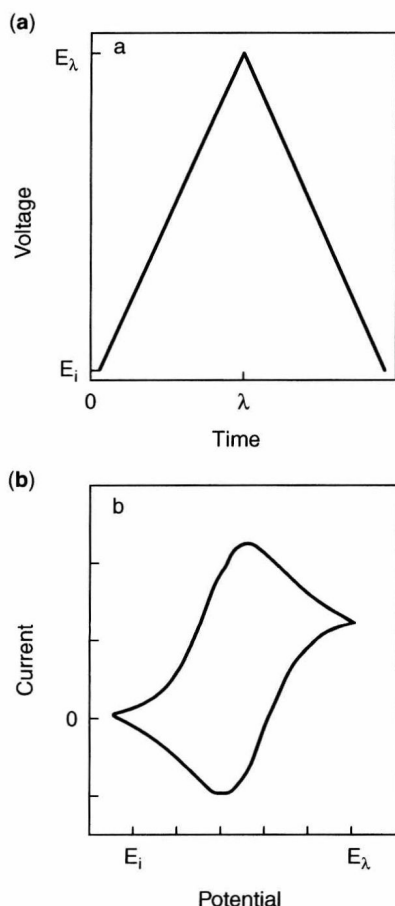 (a)
a
E_λ
Voltage
E_i
0
λ
Time
(b)
b
Current
0
E_i
E_λ
Potential